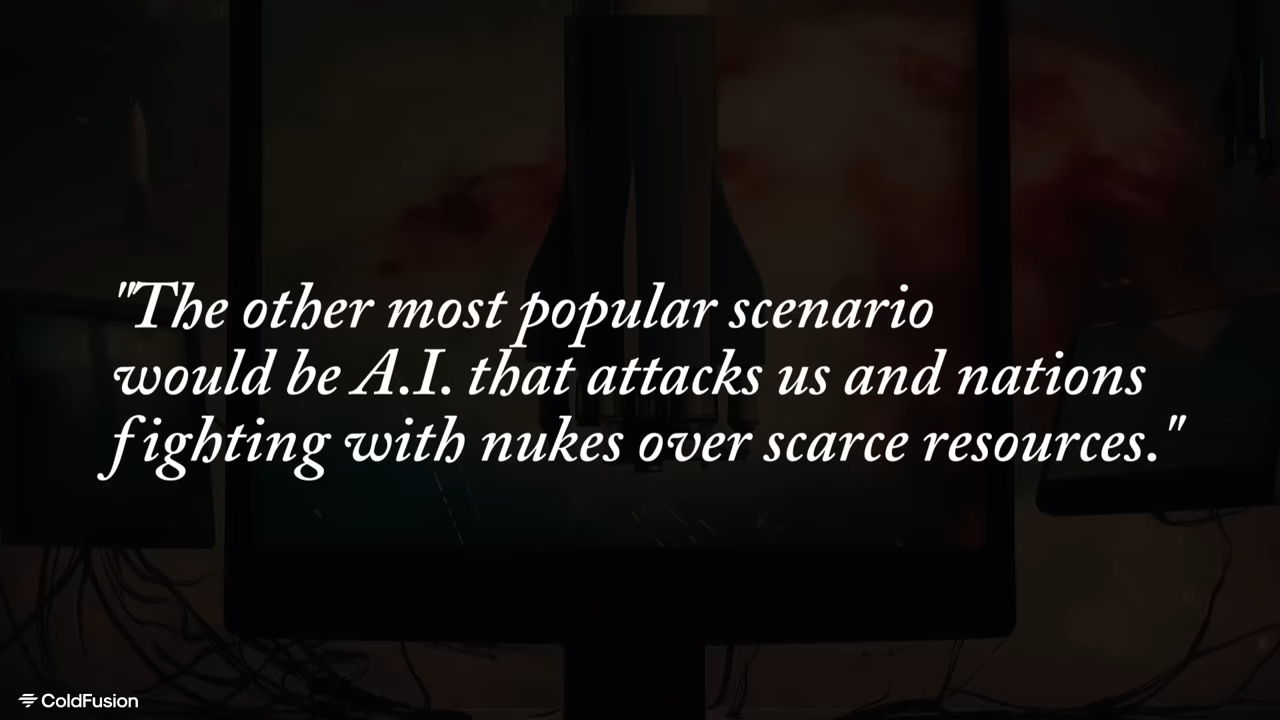 "The other most popular scenario
would be A.I. that attacks us and nations
fighting with nukes over scarce resources."
ColdFusion